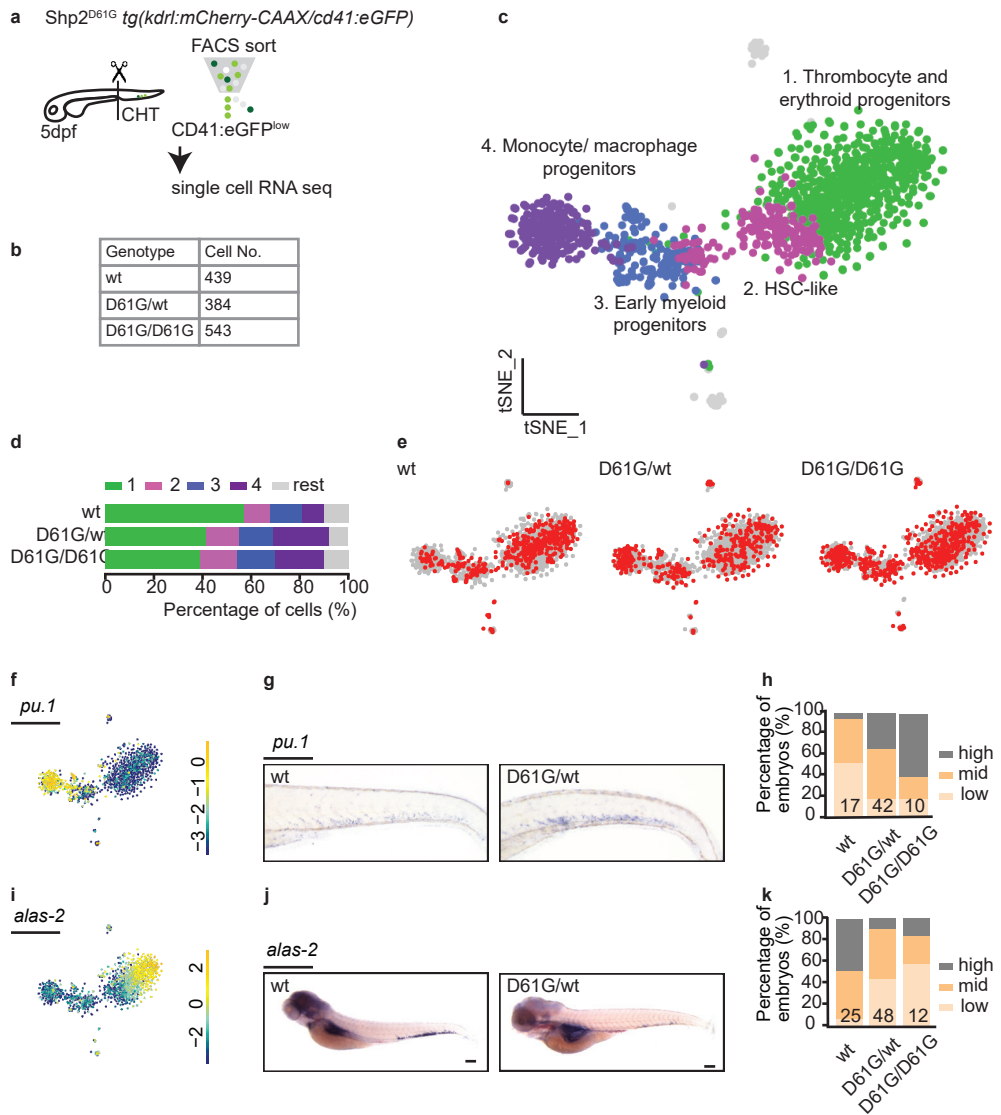 a Shp2D61G tg(kdrl:mCherry-CAAX/cd41:eGFP)
FACS sort
CHT
5dpf
CD41:eGFPlow
single cell RNA seq
b
Genotype Cell No.
wt 439
D61G/wt 384
D61G/D61G 543
c
1. Thrombocyte and
erythroid progenitors
4. Monocyte/ macrophage
progenitors
2. HSC-like
3. Early myeloid
progenitors
tSNE_2
tSNE_1
d
1 2 3 4 rest
wt
D61G/wt
D61G/D61G
0 20 40 60 80 100
Percentage of cells (%)
e
wt D61G/wt D61G/D61G
f
pu.1
0
−1
−2
−3
g
pu.1
wt D61G/wt
h
Percentage of
embryos (%)
100
80
60
40
20
0
17 42 10
wt D61G/wt D61G/D61G
high
mid
low
i
alas-2
2
0
−2
j
alas-2
wt D61G/wt
k
Percentage of
embryos (%)
100
80
60
40
20
0
25 48 12
wt D61G/wt D61G/D61G
high
mid
low